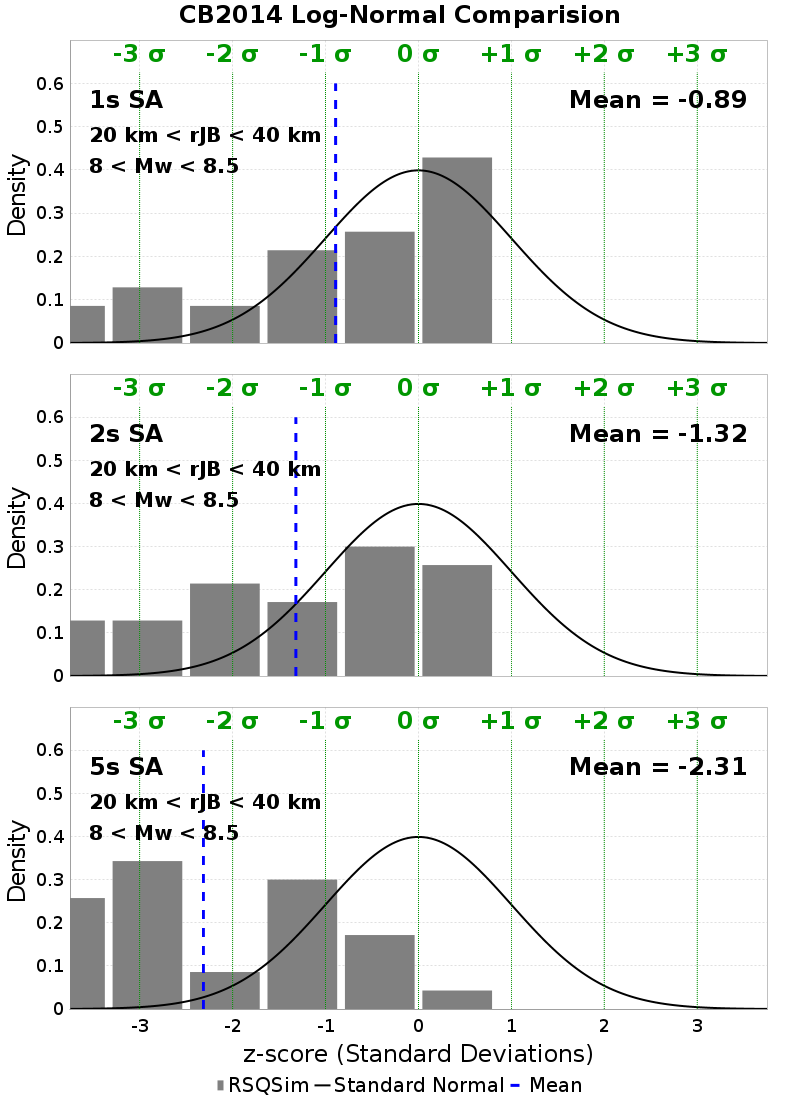 CB2014 Log-Normal Comparision
-3 σ -2 σ -1 σ 0 σ +1 σ +2 σ +3 σ
0.6
1s SA Mean = -0.89
0.5
20 km < rJB < 40 km
8 < Mw < 8.5
0.4
Density
0.3
0.2
0.1
0
-3 σ -2 σ -1 σ 0 σ +1 σ +2 σ +3 σ
0.6
2s SA Mean = -1.32
0.5
20 km < rJB < 40 km
8 < Mw < 8.5
0.4
Density
0.3
0.2
0.1
0
-3 σ -2 σ -1 σ 0 σ +1 σ +2 σ +3 σ
0.6
5s SA Mean = -2.31
0.5
20 km < rJB < 40 km
8 < Mw < 8.5
0.4
Density
0.3
0.2
0.1
0
-3 -2 -1 0 1 2 3
z-score (Standard Deviations)
RSQSim Standard Normal Mean